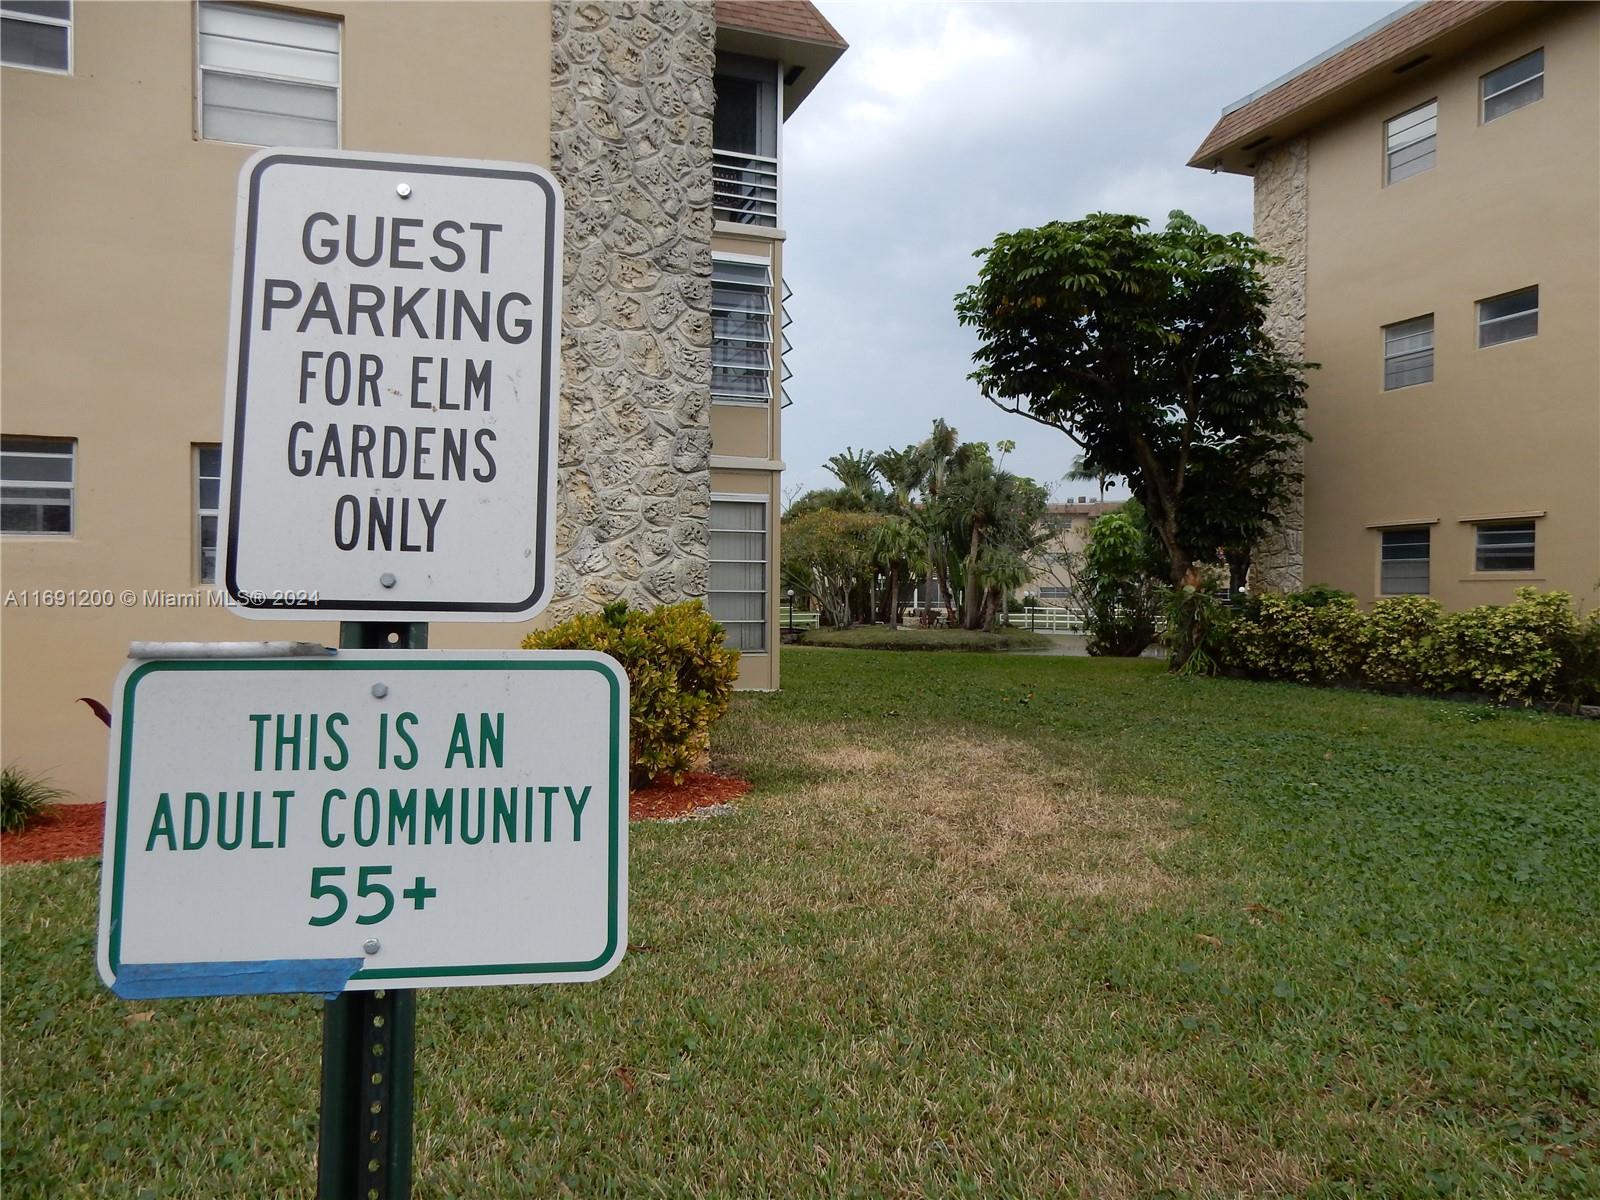 GUEST
PARKING
FOR ELM
GARDENS
ONLY
A11691200 © Miami MLS® 2024
THIS IS AN
ADULT COMMUNITY
55+